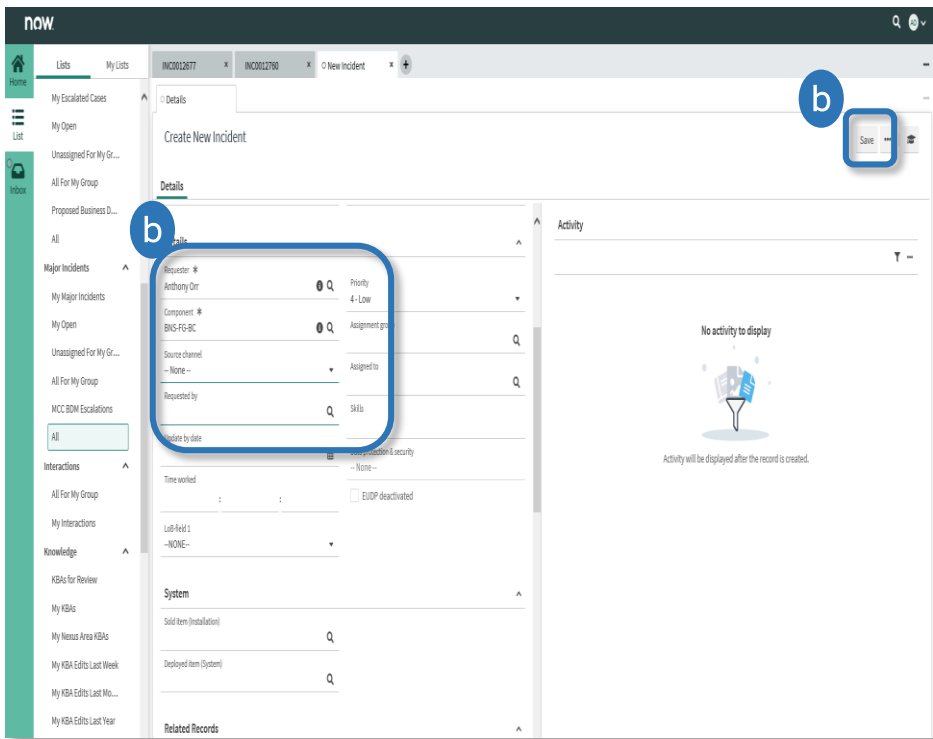 now.
AO
Home
List
Inbox
Lists
My Lists
My Escalated Cases
My Open
Unassigned For My Gr....
All For My Group
Proposed Business D...
All
Major Incidents
My Major Incidents
My Open
Unassigned For My Gr....
All For My Group
MCC BDM Escalations
All
Interactions
All For My Group
My Interactions
Knowledge
KBAs for Review
My KBAs
My Nexus Area KBAs
My KBA Edits Last Week
My KBA Edits Last Mo....
My KBA Edits Last Year
INC0012677 x
INC0012760 x
New Incident x
Details
Create New Incident
b
Save
Details
b
Details
Requester *
Anthony Orr
Component *
BNS-FG-BC
Source channel
-- None --
Requested by
Update by date
Time worked
: :
LoB-field 1
--NONE--
Priority
4 - Low
Assignment group
Assigned to
Skills
Data protection & security
-- None --
EUDP deactivated
System
Sold item (Installation)
Deployed item (System)
Related Records
Activity
No activity to display
Activity will be displayed after the record is created.